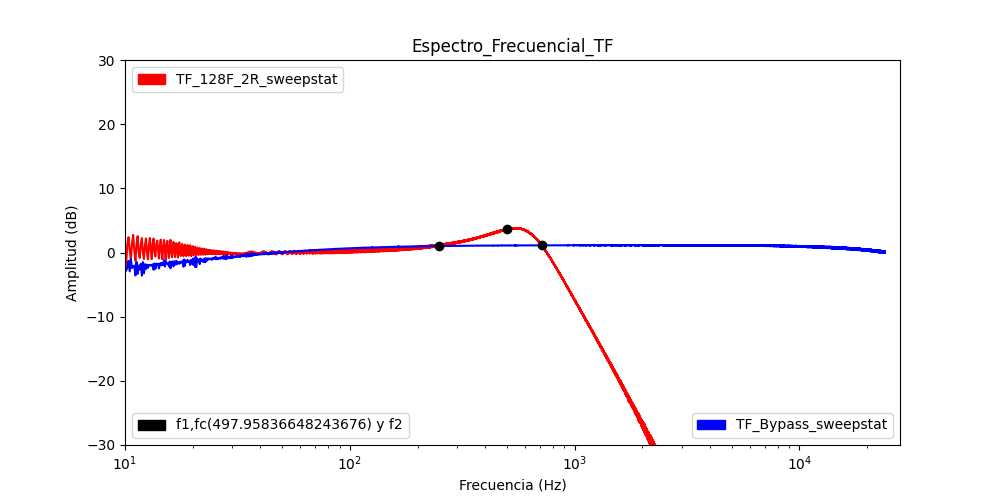 Espectro_Frecuencial_TF
TF_128F_2R_sweepstat
30
20
10
0
−10
−20
−30
Amplitud (dB)
f1,fc(497.95836648243676) y f2
TF_Bypass_sweepstat
10¹
10²
10³
10⁴
Frecuencia (Hz)